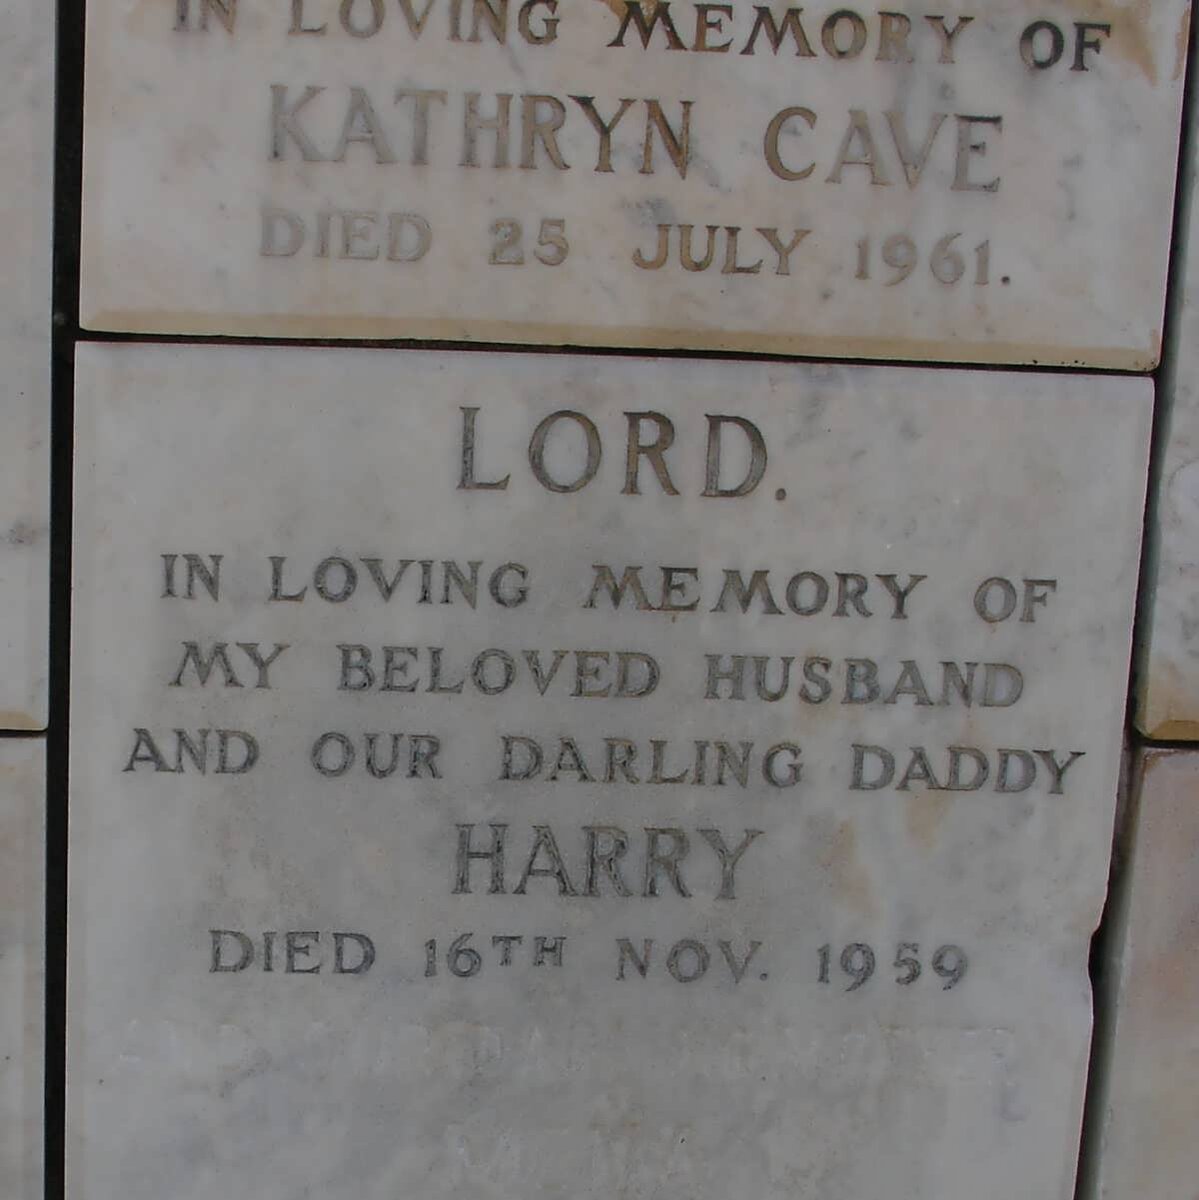 IN LOVING MEMORY OF
KATHRYN CAVE
DIED 25 JULY 1961.
LORD.
IN LOVING MEMORY OF
MY BELOVED HUSBAND
AND OUR DARLING DADDY
HARRY
DIED 16TH NOV. 1959